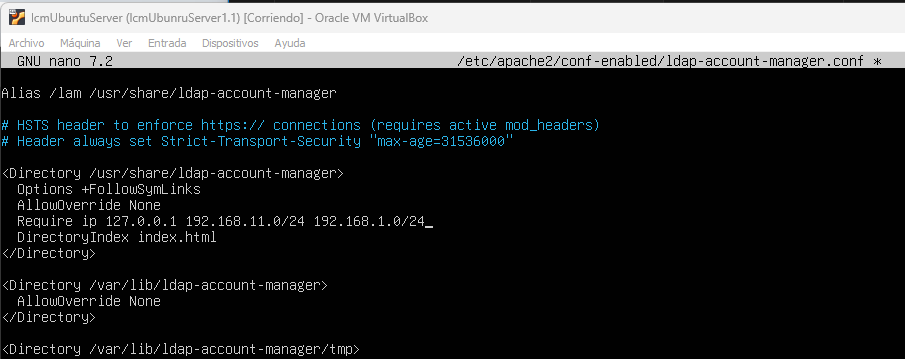 lcmUbuntuServer (lcmUbunruServer1.1) [Corriendo] - Oracle VM VirtualBox
Archivo Máquina Ver Entrada Dispositivos Ayuda
GNU nano 7.2 /etc/apache2/conf-enabled/ldap-account-manager.conf *
Alias /lam /usr/share/ldap-account-manager
# HSTS header to enforce https:// connections (requires active mod_headers)
# Header always set Strict-Transport-Security "max-age=31536000"
<Directory /usr/share/ldap-account-manager>
Options +FollowSymLinks
AllowOverride None
Require ip 127.0.0.1 192.168.11.0/24 192.168.1.0/24_
DirectoryIndex index.html
</Directory>
<Directory /var/lib/ldap-account-manager>
AllowOverride None
</Directory>
<Directory /var/lib/ldap-account-manager/tmp>